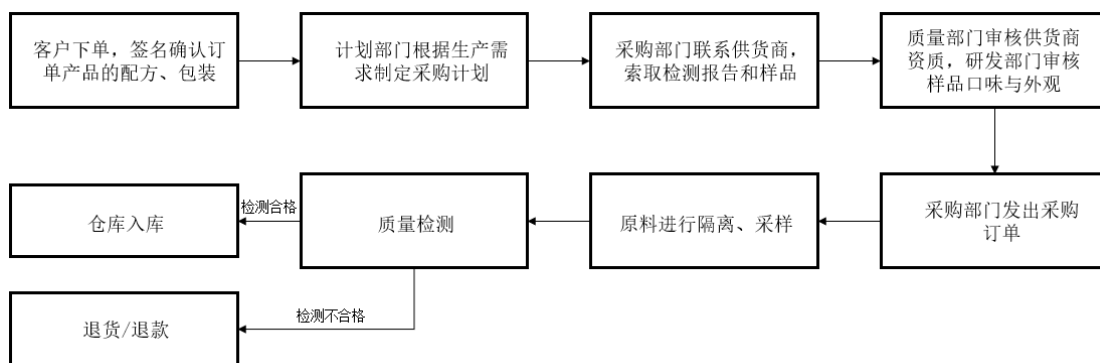 客户下单，签名确认订
单产品的配方、包装
计划部门根据生产需
求制定采购计划
采购部门联系供货商，
索取检测报告和样品
质量部门审核供货商
资质，研发部门审核
样品口味与外观
采购部门发出采购
订单
原料进行隔离、采样
质量检测
检测合格
仓库入库
检测不合格
退货/退款